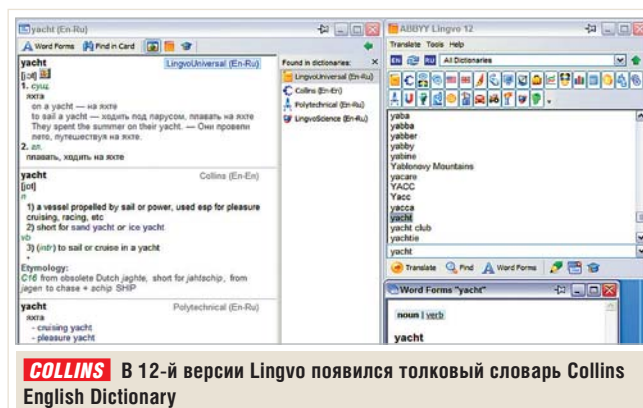 yacht (En-Ru)
Word Forms Find in Card
yacht LingvoUniversal (En-Ru)
[jɔt]
1. сущ.
яхта
on a yacht — на яхте
to sail a yacht — ходить под парусом, плавать на яхте
They spent the summer on their yacht. — Они провели
лето, путешествуя на яхте.
2. гл.
плавать, ходить на яхте
yacht Collins (En-En)
[jɒt]
n
1) a vessel propelled by sail or power, used esp for pleasure
cruising, racing, etc
2) short for sand yacht or ice yacht
vb
3) (intr) to sail or cruise in a yacht
Etymology:
C16 from obsolete Dutch jaghte, short for jahtschip, from
jagen to chase + schip SHIP
yacht Polytechnical (En-Ru)
яхта
- cruising yacht
- pleasure yacht
Found in dictionaries:
LingvoUniversal (En-Ru)
Collins (En-En)
Polytechnical (En-Ru)
LingvoScience (En-Ru)
ABBYY Lingvo 12
Translate Tools Help
EN RU All Dictionaries
yaba
yabba
yabber
yabby
yabine
Yablonovy Mountains
yacare
YACC
Yacc
yacca
yacht
yacht club
yachtie
yacht
Translate Find Word Forms
Word Forms "yacht"
noun | verb
yacht
COLLINS В 12-й версии Lingvo появился толковый словарь Collins
English Dictionary